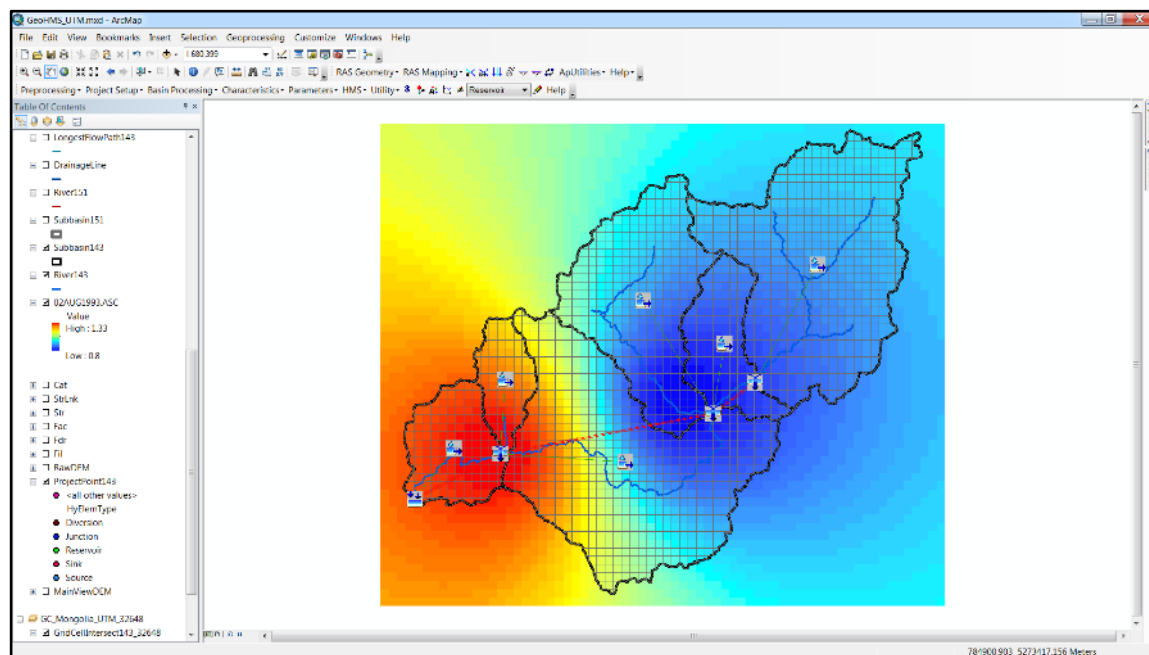 GeoHMS_UTM.mxd - ArcMap
File Edit View Bookmarks Insert Selection Geoprocessing Customize Windows Help
1:680,399
RAS Geometry RAS Mapping ApUtilities Help
Preprocessing Project Setup Basin Processing Characteristics Parameters HMS Utility Reservoir Help
Table Of Contents
LongestFlowPath143
DrainageLine
River151
Subbasin151
Subbasin143
River143
02AUG1993.ASC
Value
High : 1.33
Low : 0.8
Cat
StrLnk
Str
Fac
Fdr
Fil
RawDEM
ProjectPoint143
<all other values>
HyElemType
Diversion
Junction
Reservoir
Sink
Source
MainViewDEM
GC_Mongolia_UTM_32648
GridCellIntersect143_32648
784900.903 5273417.156 Meters